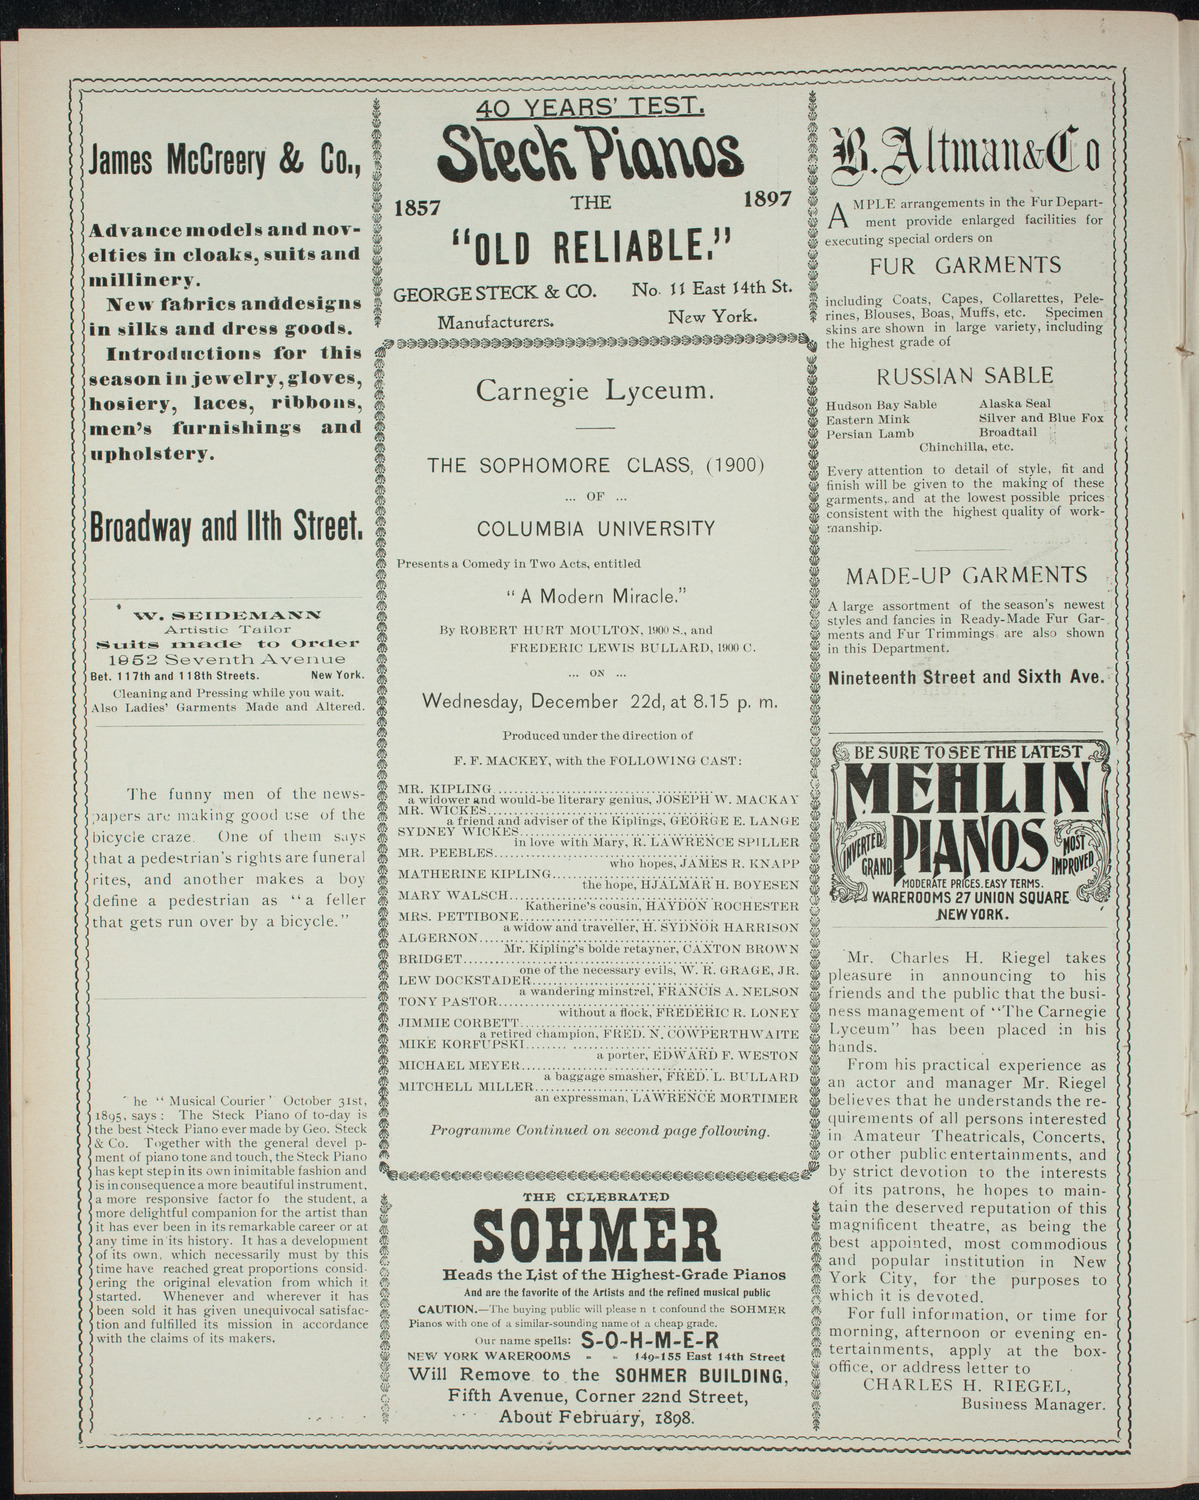 James McCreery & Co.,
Advance models and nov-
elties in cloaks, suits and
millinery.
New fabrics and designs
in silks and dress goods.
Introductions for this
season in jewelry, gloves,
hosiery, laces, ribbons,
men's furnishings and
upholstery.
Broadway and 11th Street.
W. SEIDEMANN
Artistic Tailor
Suits made to Order
1952 Seventh Avenue
Bet. 117th and 118th Streets. New York.
Cleaning and Pressing while you wait.
Also Ladies' Garments Made and Altered.
The funny men of the news-
papers are making good use of the
bicycle craze. One of them says
that a pedestrian's rights are funeral
rites, and another makes a boy
define a pedestrian as "a feller
that gets run over by a bicycle."
he "Musical Courier' October 31st,
1895, says: The Steck Piano of to-day is
the best Steck Piano ever made by Geo. Steck
& Co. Together with the general devel p-
ment of piano tone and touch, the Steck Piano
has kept step in its own inimitable fashion and
is in consequence a more beautiful instrument,
a more responsive factor fo the student, a
more delightful companion for the artist than
it has ever been in its remarkable career or at
any time in its history. It has a development
of its own, which necessarily must by this
time have reached great proportions consid-
ering the original elevation from which it
started. Whenever and wherever it has
been sold it has given unequivocal satisfac-
tion and fulfilled its mission in accordance
with the claims of its makers.
40 YEARS' TEST.
Steck Pianos
1857 THE 1897
"OLD RELIABLE."
GEORGE STECK & CO. No. 11 East 14th St.
Manufacturers. New York.
Carnegie Lyceum.
THE SOPHOMORE CLASS, (1900)
... OF ...
COLUMBIA UNIVERSITY
Presents a Comedy in Two Acts, entitled
"A Modern Miracle."
By ROBERT HURT MOULTON, 1900 S., and
FREDERIC LEWIS BULLARD, 1900 C.
... ON ...
Wednesday, December 22d, at 8.15 p. m.
Produced under the direction of
F. F. MACKEY, with the FOLLOWING CAST:
MR. KIPLING
a widower and would-be literary genius, JOSEPH W. MACKAY
MR. WICKES
a friend and adviser of the Kiplings, GEORGE E. LANGE
SYDNEY WICKES
in love with Mary, R. LAWRENCE SPILLER
MR. PEEBLES
who hopes, JAMES R. KNAPP
MATHERINE KIPLING
the hope, HJALMAR H. BOYESEN
MARY WALSCH
Katherine's cousin, HAYDON ROCHESTER
MRS. PETTIBONE
a widow and traveller, H. SYDNOR HARRISON
ALGERNON
Mr. Kipling's bolde retayner, CAXTON BROWN
BRIDGET
one of the necessary evils, W. R. GRAGE, JR.
LEW DOCKSTADER
a wandering minstrel, FRANCIS A. NELSON
TONY PASTOR
without a flock, FREDERIC R. LONEY
JIMMIE CORBETT
a retired champion, FRED. N. COWPERTHWAITE
MIKE KORFUPSKI
a porter, EDWARD F. WESTON
MICHAEL MEYER
a baggage smasher, FRED. L. BULLARD
MITCHELL MILLER
an expressman, LAWRENCE MORTIMER
Programme Continued on second page following.
THE CELEBRATED
SOHMER
Heads the List of the Highest-Grade Pianos
And are the favorite of the Artists and the refined musical public
CAUTION.—The buying public will please n t confound the SOHMER
Pianos with one of a similar-sounding name of a cheap grade.
Our name spells: S-O-H-M-E-R
NEW YORK WAREROOMS - - 149-155 East 14th Street
Will Remove to the SOHMER BUILDING,
Fifth Avenue, Corner 22nd Street,
About February, 1898.
B. Altman & Co
AMPLE arrangements in the Fur Depart-
ment provide enlarged facilities for
executing special orders on
FUR GARMENTS
including Coats, Capes, Collarettes, Pele-
rines, Blouses, Boas, Muffs, etc. Specimen
skins are shown in large variety, including
the highest grade of
RUSSIAN SABLE
Hudson Bay Sable Alaska Seal
Eastern Mink Silver and Blue Fox
Persian Lamb Broadtail
Chinchilla, etc.
Every attention to detail of style, fit and
finish will be given to the making of these
garments, and at the lowest possible prices
consistent with the highest quality of work-
manship.
MADE-UP GARMENTS
A large assortment of the season's newest
styles and fancies in Ready-Made Fur Gar-
ments and Fur Trimmings are also shown
in this Department.
Nineteenth Street and Sixth Ave.
BE SURE TO SEE THE LATEST
MEHLIN
PIANOS
INVERTED GRAND
MOST IMPROVED
MODERATE PRICES. EASY TERMS.
WAREROOMS 27 UNION SQUARE
NEW YORK.
Mr. Charles H. Riegel takes
pleasure in announcing to his
friends and the public that the busi-
ness management of "The Carnegie
Lyceum" has been placed in his
hands.
From his practical experience as
an actor and manager Mr. Riegel
believes that he understands the re-
quirements of all persons interested
in Amateur Theatricals, Concerts,
or other public entertainments, and
by strict devotion to the interests
of its patrons, he hopes to main-
tain the deserved reputation of this
magnificent theatre, as being the
best appointed, most commodious
and popular institution in New
York City, for the purposes to
which it is devoted.
For full information, or time for
morning, afternoon or evening en-
tertainments, apply at the box-
office, or address letter to
CHARLES H. RIEGEL,
Business Manager.